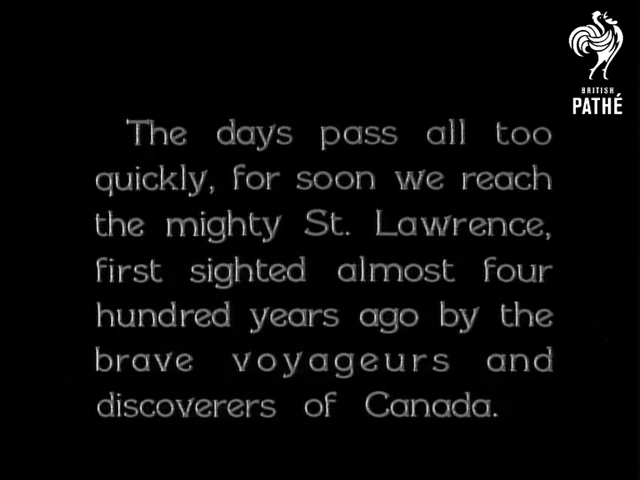 BRITISH
PATHÉ
The days pass all too
quickly, for soon we reach
the mighty St. Lawrence,
first sighted almost four
hundred years ago by the
brave voyageurs and
discoverers of Canada.